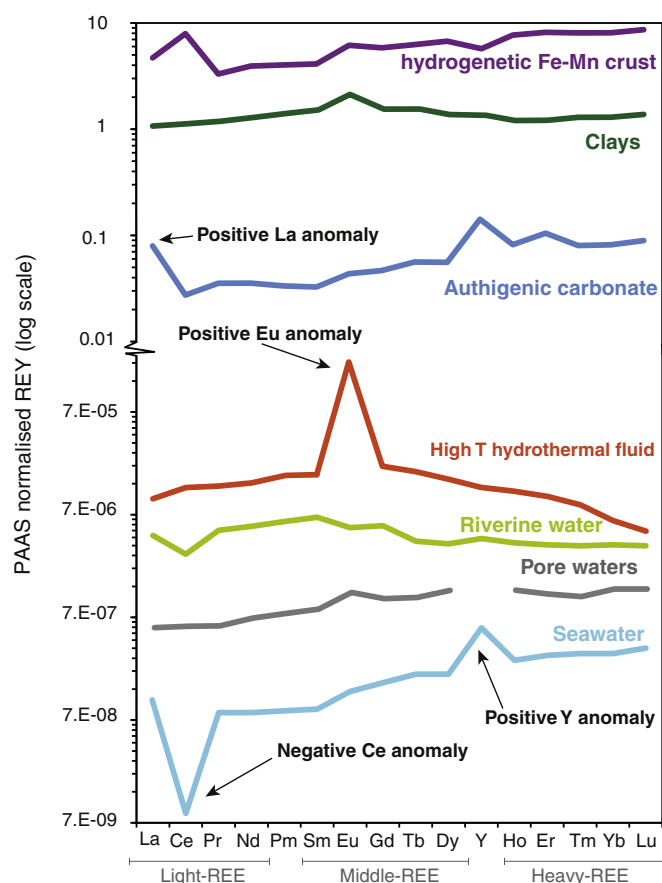 10
hydrogenetic Fe-Mn crust
1
Clays
0.1
Positive La anomaly
Authigenic carbonate
0.01
Positive Eu anomaly
7.E-05
High T hydrothermal fluid
7.E-06
Riverine water
Pore waters
7.E-07
Seawater
7.E-08
Positive Y anomaly
Negative Ce anomaly
7.E-09
PAAS normalised REY (log scale)
La Ce Pr Nd Pm Sm Eu Gd Tb Dy Y Ho Er Tm Yb Lu
Light-REE Middle-REE Heavy-REE